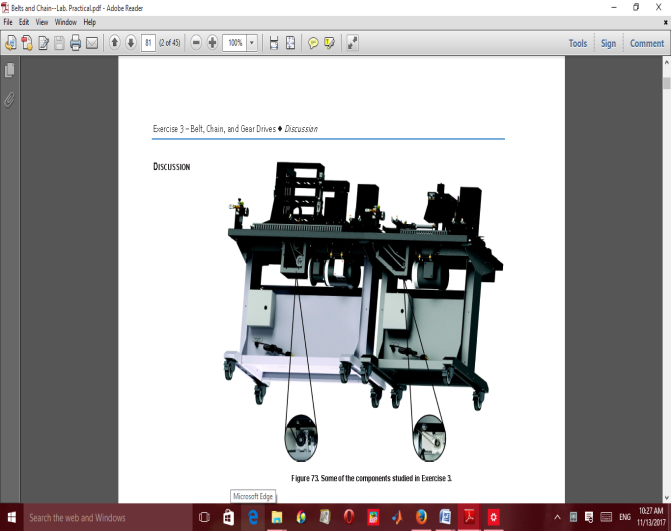 Belts and Chain--Lab. Practical.pdf - Adobe Reader
File Edit View Window Help
81 (2 of 45) 100% Tools Sign Comment
Exercise 3 – Belt, Chain, and Gear Drives ♦ Discussion
DISCUSSION
Figure 73. Some of the components studied in Exercise 3.
Microsoft Edge
Search the web and Windows
ENG
10:27 AM
11/13/2017